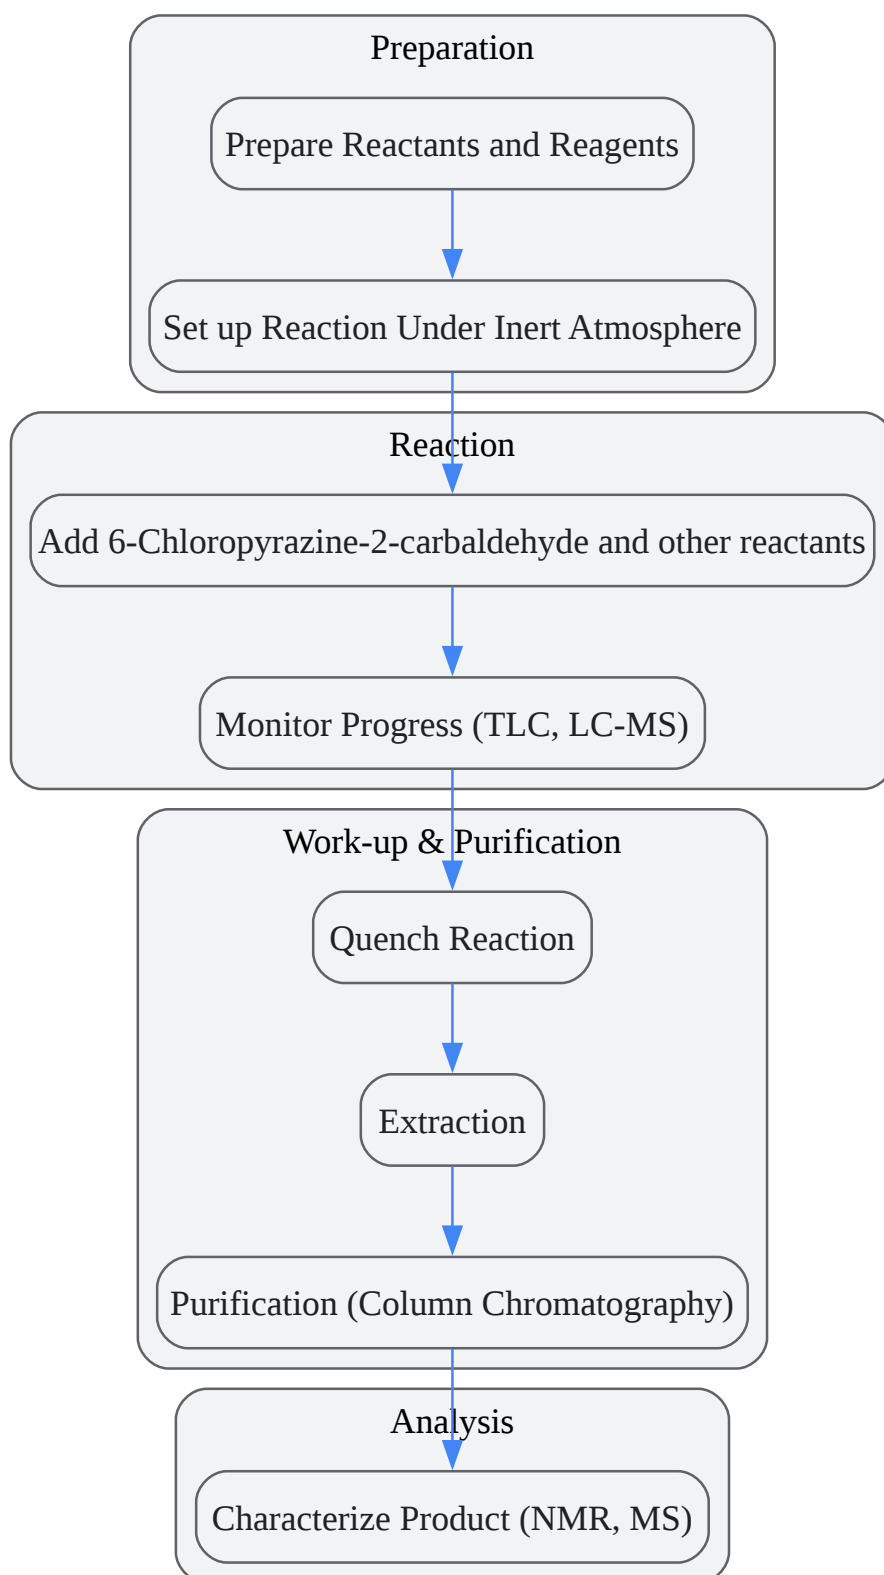 Preparation
Prepare Reactants and Reagents
Set up Reaction Under Inert Atmosphere
Reaction
Add 6-Chloropyrazine-2-carbaldehyde and other reactants
Monitor Progress (TLC, LC-MS)
Work-up & Purification
Quench Reaction
Extraction
Purification (Column Chromatography)
Analysis
Characterize Product (NMR, MS)